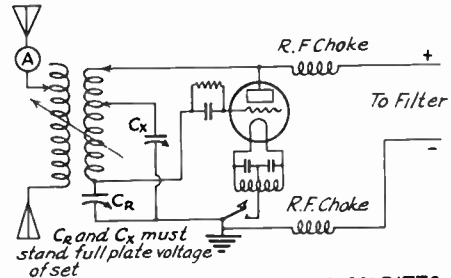 R.F Choke
A
+
To Filter
CX
-
CR
R.F. Choke
CR and CX must
stand full plate voltage
of set